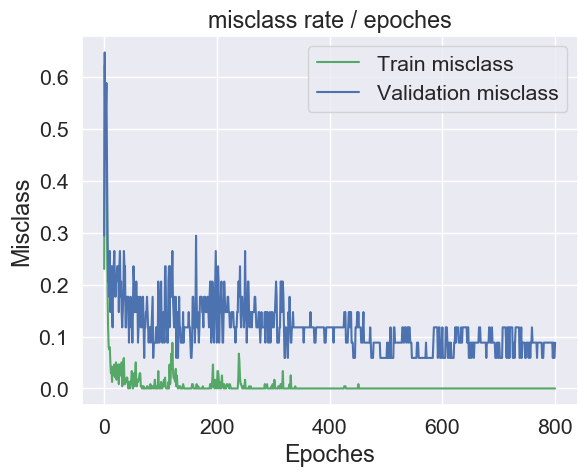 misclass rate / epoches
Train misclass
Validation misclass
Misclass
0.6
0.5
0.4
0.3
0.2
0.1
0.0
0 200 400 600 800
Epoches